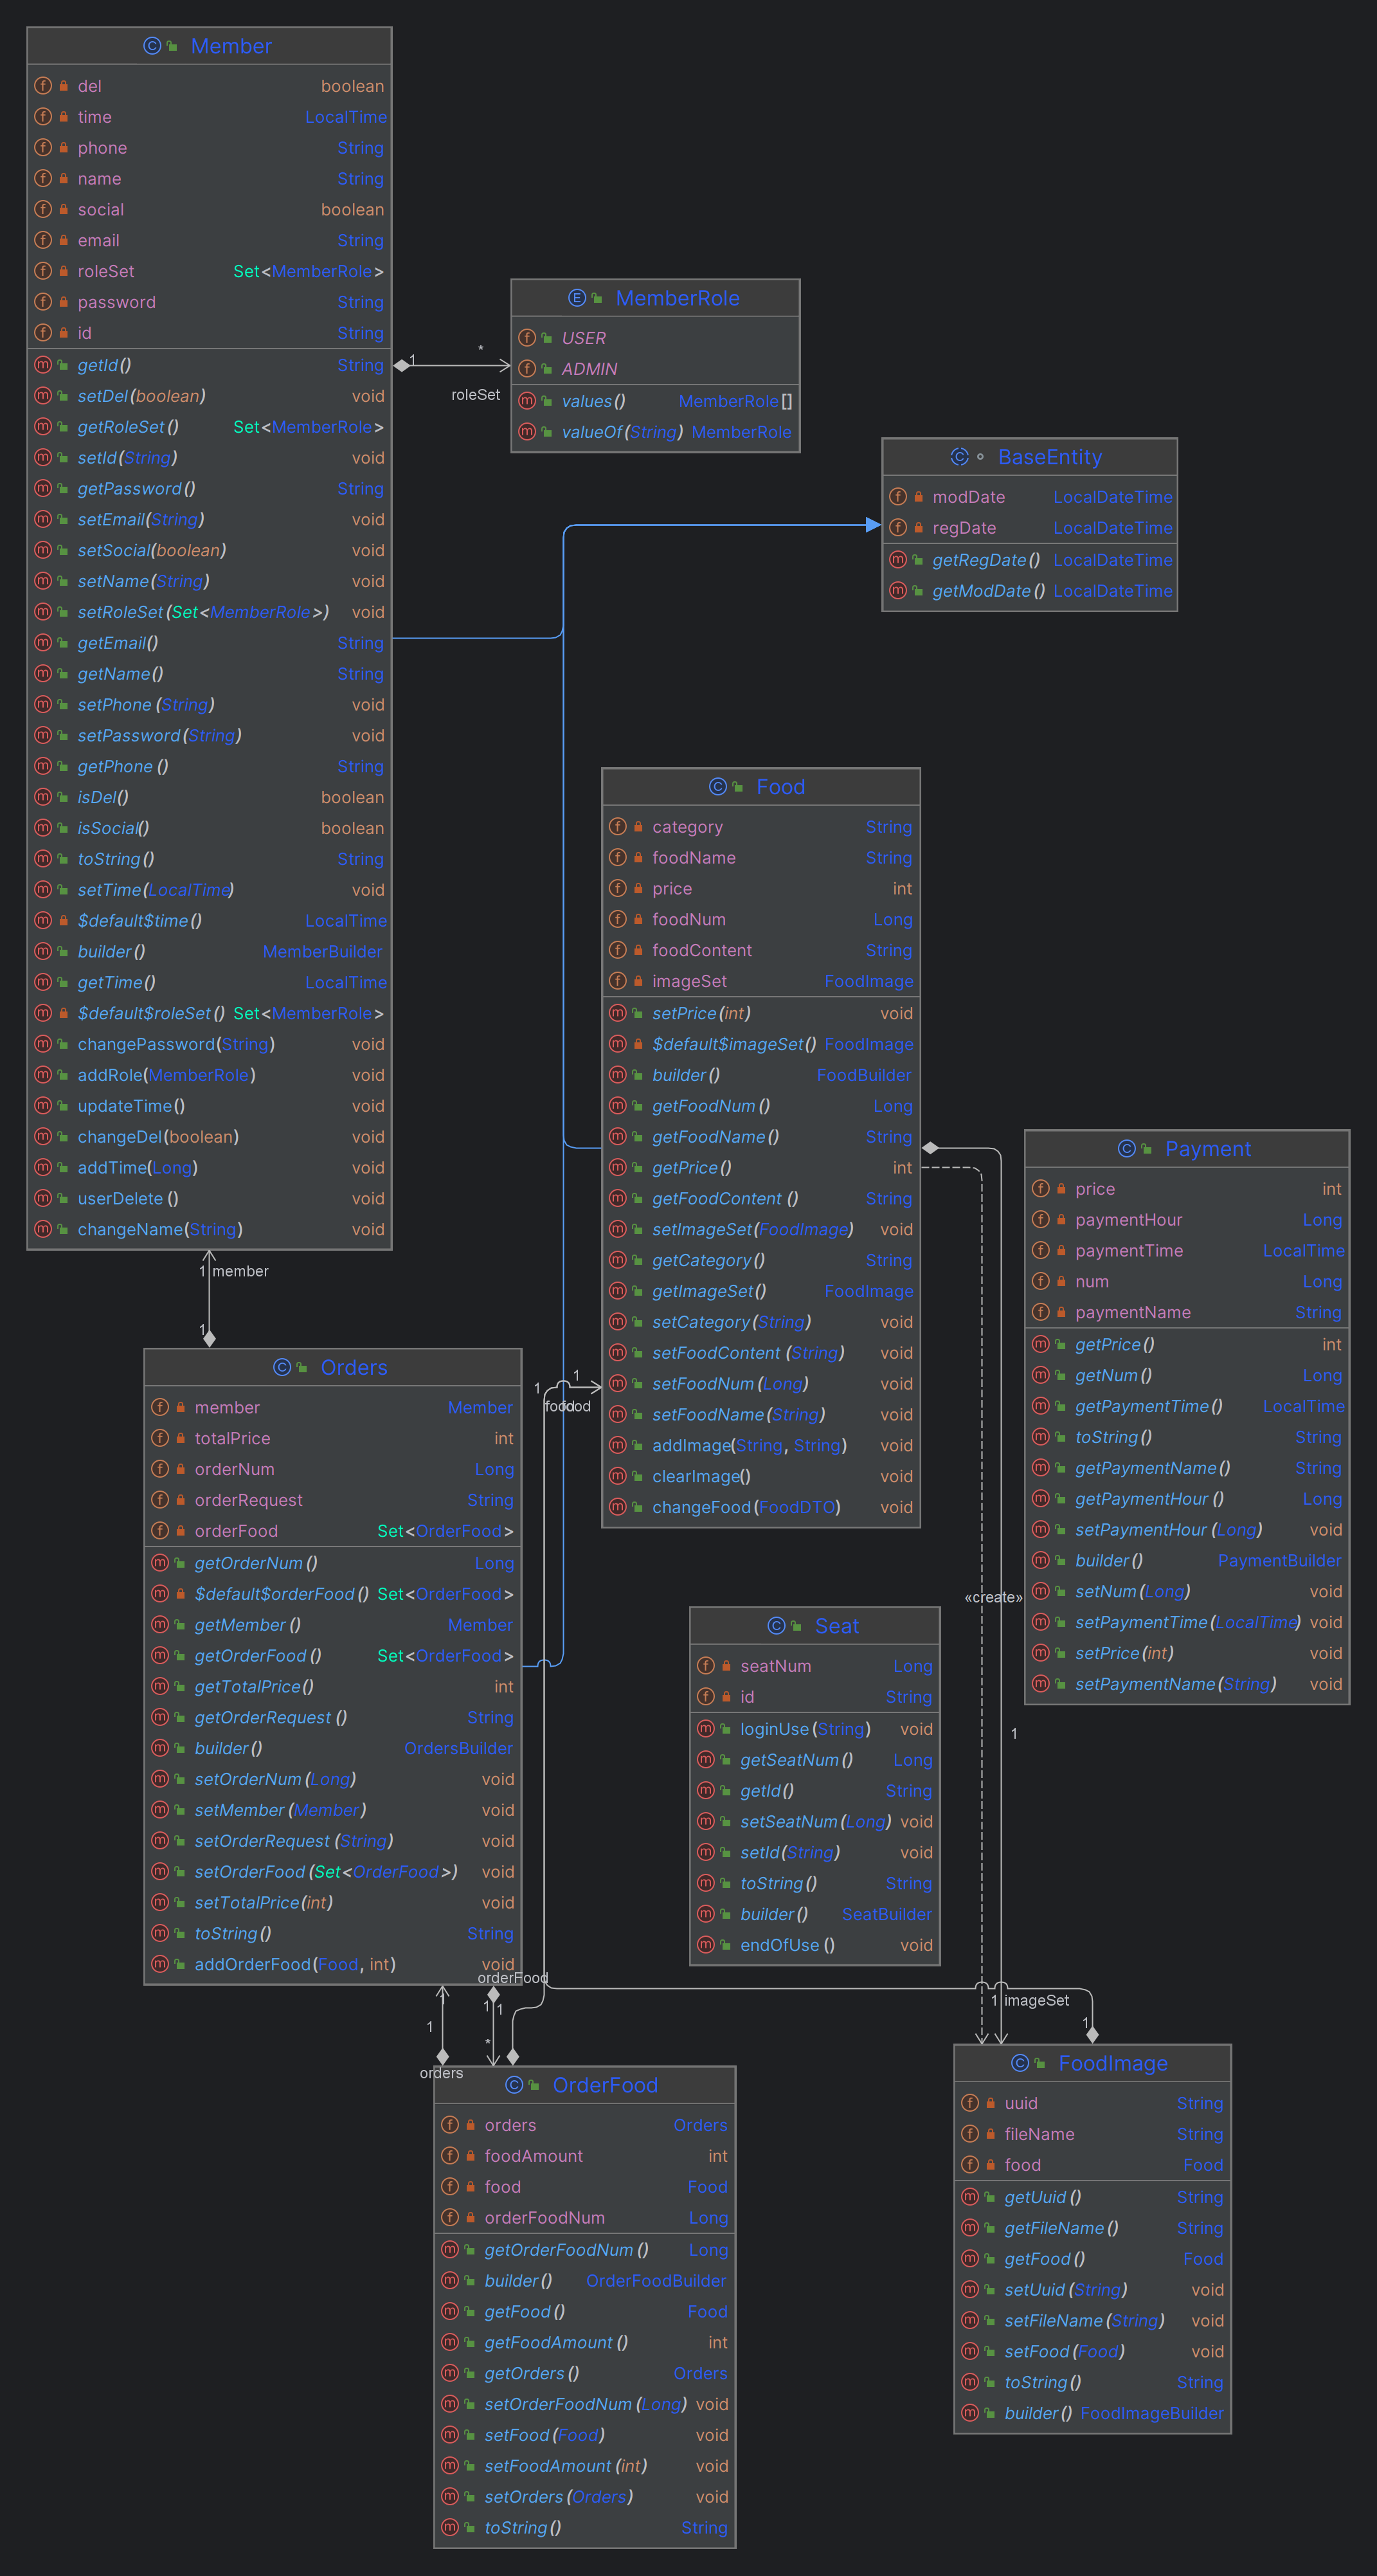 Member
del boolean
time LocalTime
phone String
name String
social boolean
email String
roleSet Set<MemberRole>
password String
id String
getId() String
setDel(boolean) void
getRoleSet() Set<MemberRole>
setId(String) void
getPassword() String
setEmail(String) void
setSocial(boolean) void
setName(String) void
setRoleSet(Set<MemberRole>) void
getEmail() String
getName() String
setPhone(String) void
setPassword(String) void
getPhone() String
isDel() boolean
isSocial() boolean
toString() String
setTime(LocalTime) void
$default$time() LocalTime
builder() MemberBuilder
getTime() LocalTime
$default$roleSet() Set<MemberRole>
changePassword(String) void
addRole(MemberRole) void
updateTime() void
changeDel(boolean) void
addTime(Long) void
userDelete() void
changeName(String) void
1
*
roleSet
MemberRole
USER
ADMIN
values() MemberRole[]
valueOf(String) MemberRole
BaseEntity
modDate LocalDateTime
regDate LocalDateTime
getRegDate() LocalDateTime
getModDate() LocalDateTime
Food
category String
foodName String
price int
foodNum Long
foodContent String
imageSet FoodImage
setPrice(int) void
$default$imageSet() FoodImage
builder() FoodBuilder
getFoodNum() Long
getFoodName() String
getPrice() int
getFoodContent() String
setImageSet(FoodImage) void
getCategory() String
getImageSet() FoodImage
setCategory(String) void
setFoodContent(String) void
setFoodNum(Long) void
setFoodName(String) void
addImage(String, String) void
clearImage() void
changeFood(FoodDTO) void
Payment
price int
paymentHour Long
paymentTime LocalTime
num Long
paymentName String
getPrice() int
getNum() Long
getPaymentTime() LocalTime
toString() String
getPaymentName() String
getPaymentHour() Long
setPaymentHour(Long) void
builder() PaymentBuilder
setNum(Long) void
setPaymentTime(LocalTime) void
setPrice(int) void
setPaymentName(String) void
1 member
1
Orders
member Member
totalPrice int
orderNum Long
orderRequest String
orderFood Set<OrderFood>
getOrderNum() Long
$default$orderFood() Set<OrderFood>
getMember() Member
getOrderFood() Set<OrderFood>
getTotalPrice() int
getOrderRequest() String
builder() OrdersBuilder
setOrderNum(Long) void
setMember(Member) void
setOrderRequest(String) void
setOrderFood(Set<OrderFood>) void
setTotalPrice(int) void
toString() String
addOrderFood(Food, int) void
1
1
food
food
«create»
1
Seat
seatNum Long
id String
loginUse(String) void
getSeatNum() Long
getId() String
setSeatNum(Long) void
setId(String) void
toString() String
builder() SeatBuilder
endOfUse() void
orderFood
1
1
1
1
*
orders
1 imageSet
1
OrderFood
orders Orders
foodAmount int
food Food
orderFoodNum Long
getOrderFoodNum() Long
builder() OrderFoodBuilder
getFood() Food
getFoodAmount() int
getOrders() Orders
setOrderFoodNum(Long) void
setFood(Food) void
setFoodAmount(int) void
setOrders(Orders) void
toString() String
FoodImage
uuid String
fileName String
food Food
getUuid() String
getFileName() String
getFood() Food
setUuid(String) void
setFileName(String) void
setFood(Food) void
toString() String
builder() FoodImageBuilder